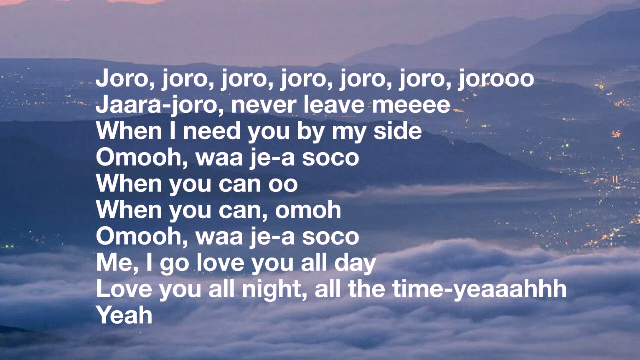 Joro, joro, joro, joro, joro, joro, jorooo
Jaara-joro, never leave meeee
When I need you by my side
Omooh, waa je-a soco
When you can oo
When you can, omoh
Omooh, waa je-a soco
Me, I go love you all day
Love you all night, all the time-yeaaahhh
Yeah